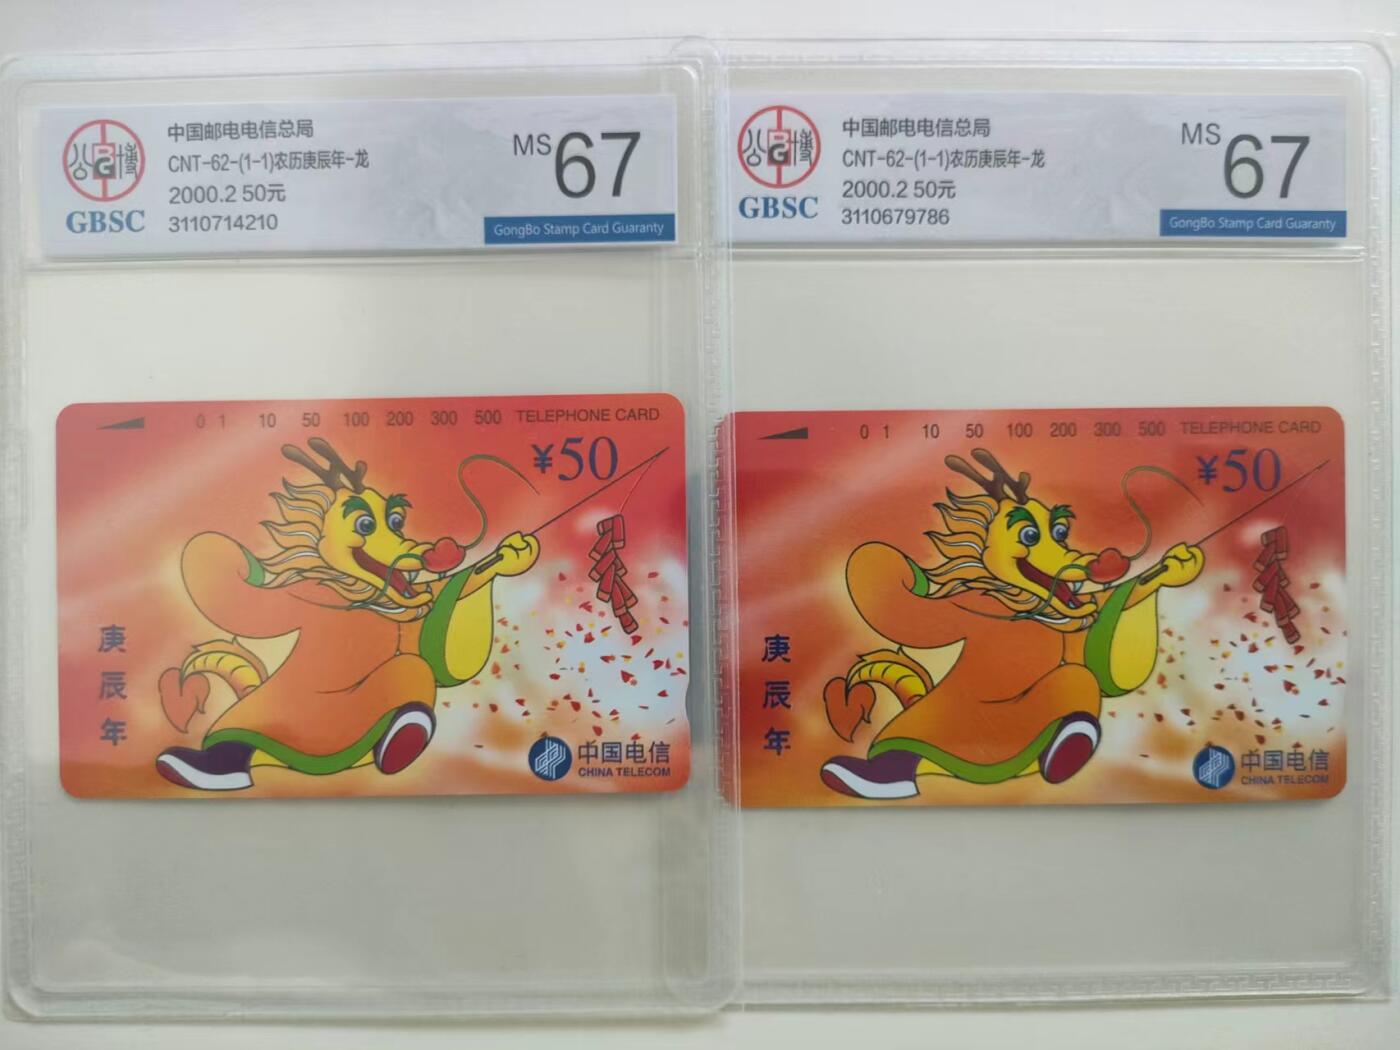 中国邮电电信总局
CNT-62-(1-1)农历庚辰年-龙
2000.2 50元
3110714210
GBSC
MS 67
GongBo Stamp Card Guaranty
中国邮电电信总局
CNT-62-(1-1)农历庚辰年-龙
2000.2 50元
3110679786
GBSC
MS 67
GongBo Stamp Card Guaranty
0 1 10 50 100 200 300 500 TELEPHONE CARD
¥50
庚辰年
中国电信
CHINA TELECOM
0 1 10 50 100 200 300 500 TELEPHONE CARD
¥50
庚辰年
中国电信
CHINA TELECOM